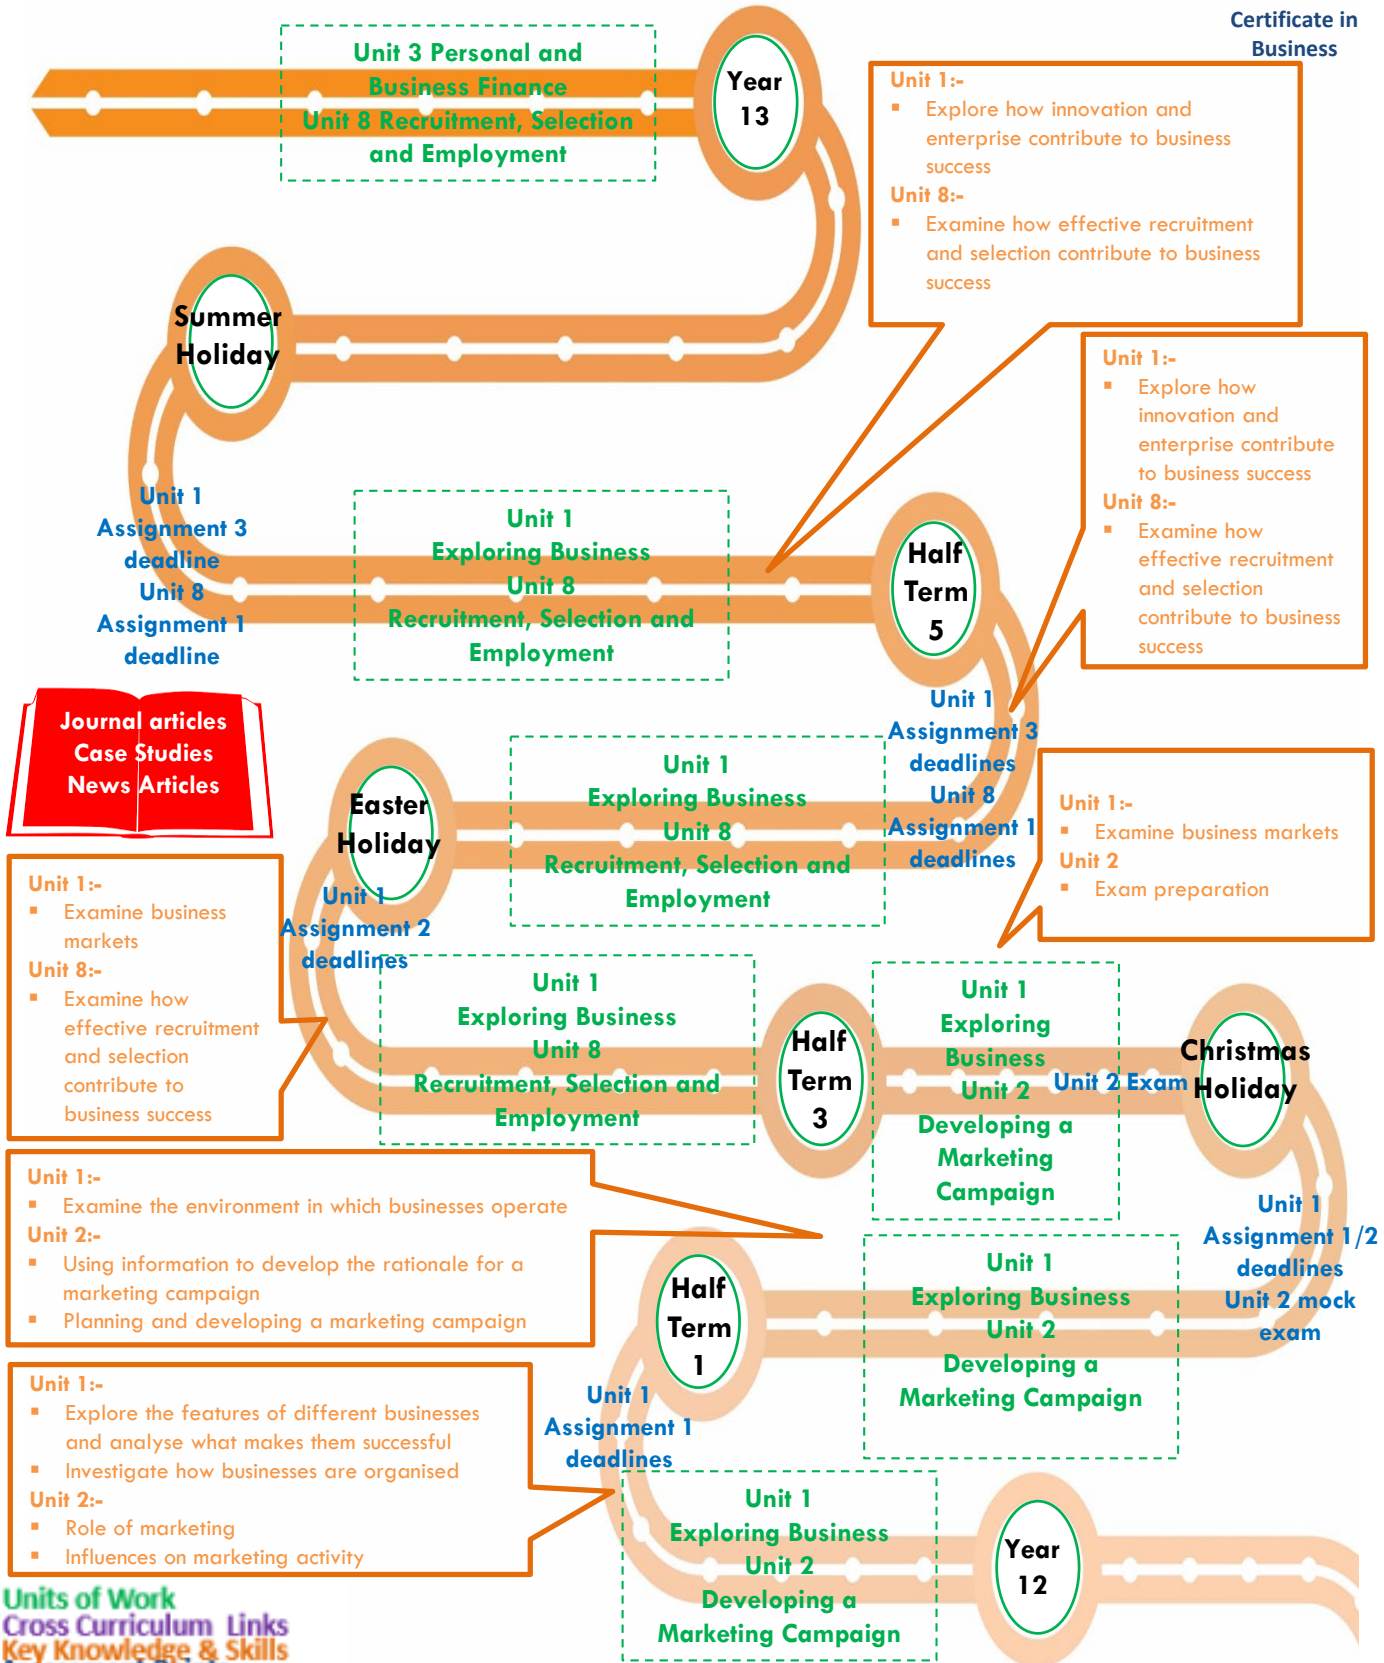 Certificate in
Business
Unit 3 Personal and
Business Finance
Unit 8 Recruitment, Selection
and Employment
Year
13
Unit 1:-
▪ Explore how innovation and
enterprise contribute to business
success
Unit 8:-
▪ Examine how effective recruitment
and selection contribute to business
success
Summer
Holiday
Unit 1:-
▪ Explore how
innovation and
enterprise contribute
to business success
Unit 8:-
▪ Examine how
effective recruitment
and selection
contribute to business
success
Unit 1
Assignment 3
deadline
Unit 8
Assignment 1
deadline
Unit 1
Exploring Business
Unit 8
Recruitment, Selection and
Employment
Half
Term
5
Journal articles
Case Studies
News Articles
Unit 1
Assignment 3
deadlines
Unit 8
Assignment 1
deadlines
Easter
Holiday
Unit 1
Exploring Business
Unit 8
Recruitment, Selection and
Employment
Unit 1:-
▪ Examine business markets
Unit 2
▪ Exam preparation
Unit 1:-
▪ Examine business
markets
Unit 8:-
▪ Examine how
effective recruitment
and selection
contribute to
business success
Unit 1
Assignment 2
deadlines
Unit 1
Exploring Business
Unit 8
Recruitment, Selection and
Employment
Half
Term
3
Unit 1
Exploring
Business
Unit 2
Developing a
Marketing
Campaign
Unit 2 Exam
Christmas
Holiday
Unit 1:-
▪ Examine the environment in which businesses operate
Unit 2:-
▪ Using information to develop the rationale for a
marketing campaign
▪ Planning and developing a marketing campaign
Unit 1
Assignment 1/2
deadlines
Unit 2 mock
exam
Half
Term
1
Unit 1
Exploring Business
Unit 2
Developing a
Marketing Campaign
Unit 1:-
▪ Explore the features of different businesses
and analyse what makes them successful
▪ Investigate how businesses are organised
Unit 2:-
▪ Role of marketing
▪ Influences on marketing activity
Unit 1
Assignment 1
deadlines
Unit 1
Exploring Business
Unit 2
Developing a
Marketing Campaign
Year
12
Units of Work
Cross Curriculum Links
Key Knowledge & Skills